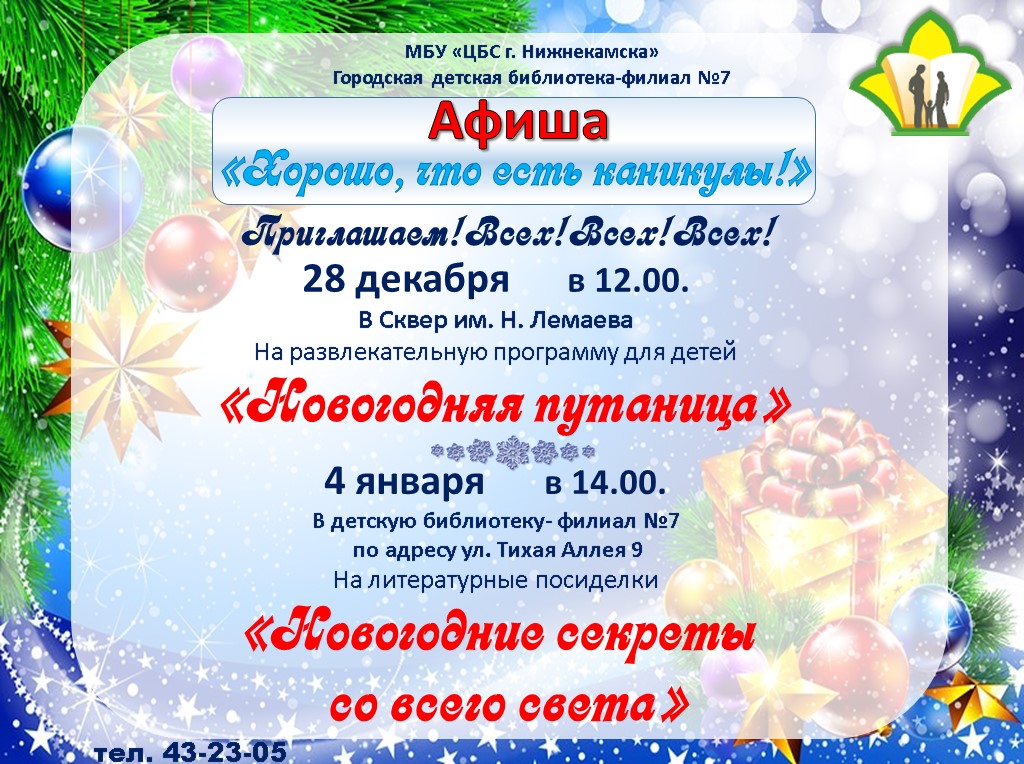 МБУ «ЦБС г. Нижнекамска»
Городская детская библиотека-филиал №7
Афиша
«Хорошо, что есть каникулы!»
Приглашаем! Всех! Всех! Всех!
28 декабря в 12.00.
В Сквер им. Н. Лемаева
На развлекательную программу для детей
«Новогодняя путаница»
4 января в 14.00.
В детскую библиотеку- филиал №7
по адресу ул. Тихая Аллея 9
На литературные посиделки
«Новогодние секреты
со всего света»
тел. 43-23-05